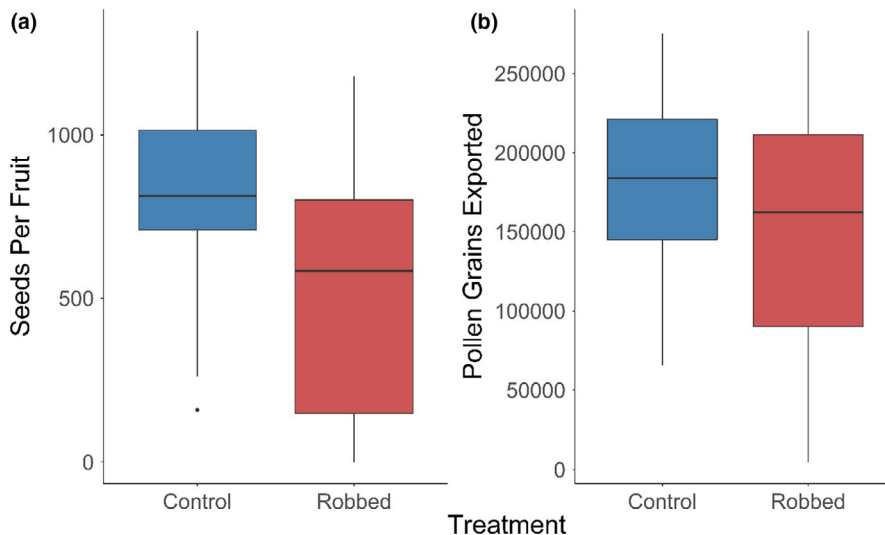 (a)
Seeds Per Fruit
1000
500
0
Control
Robbed
(b)
Pollen Grains Exported
250000
200000
150000
100000
50000
0
Control
Robbed
Treatment